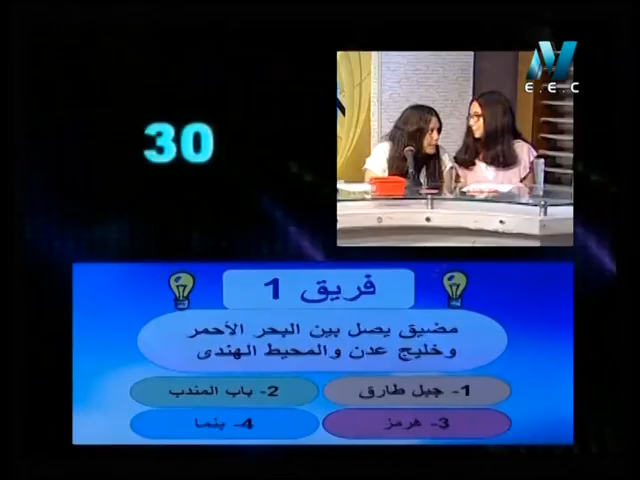 E.E.C
30
فريق 1
مضيق يصل بين البحر الأحمر
وخليج عدن والمحيط الهندى
1- جبل طارق
2- باب المندب
3- هرمز
4- بنما